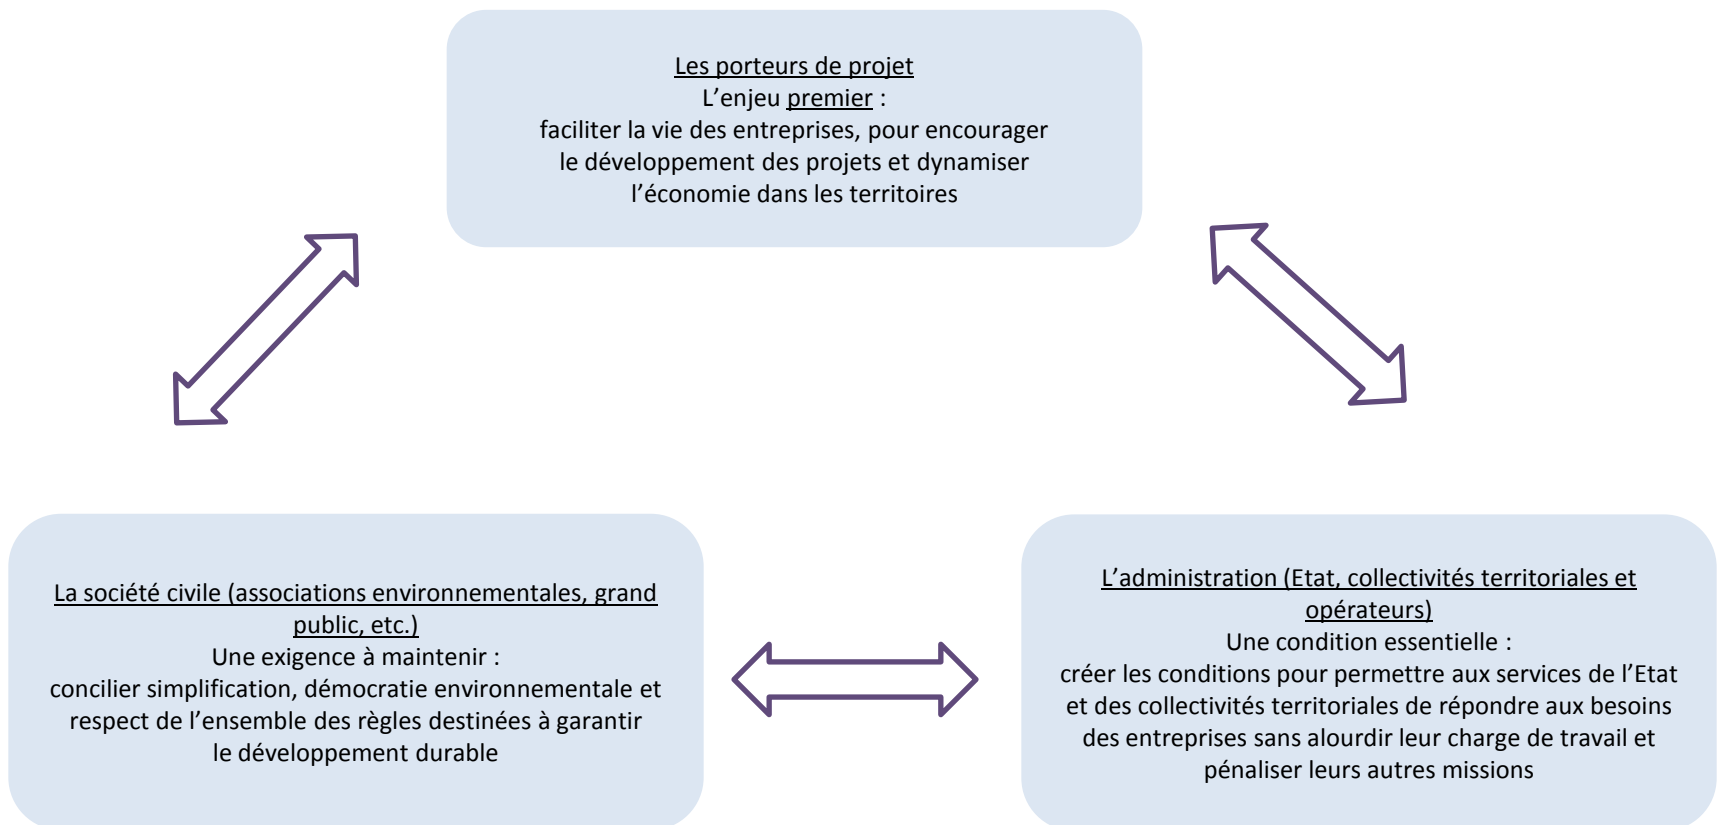 Les porteurs de projet
L’enjeu premier :
faciliter la vie des entreprises, pour encourager
le développement des projets et dynamiser
l’économie dans les territoires
La société civile (associations environnementales, grand
public, etc.)
Une exigence à maintenir :
concilier simplification, démocratie environnementale et
respect de l’ensemble des règles destinées à garantir
le développement durable
L’administration (Etat, collectivités territoriales et
opérateurs)
Une condition essentielle :
créer les conditions pour permettre aux services de l’Etat
et des collectivités territoriales de répondre aux besoins
des entreprises sans alourdir leur charge de travail et
pénaliser leurs autres missions